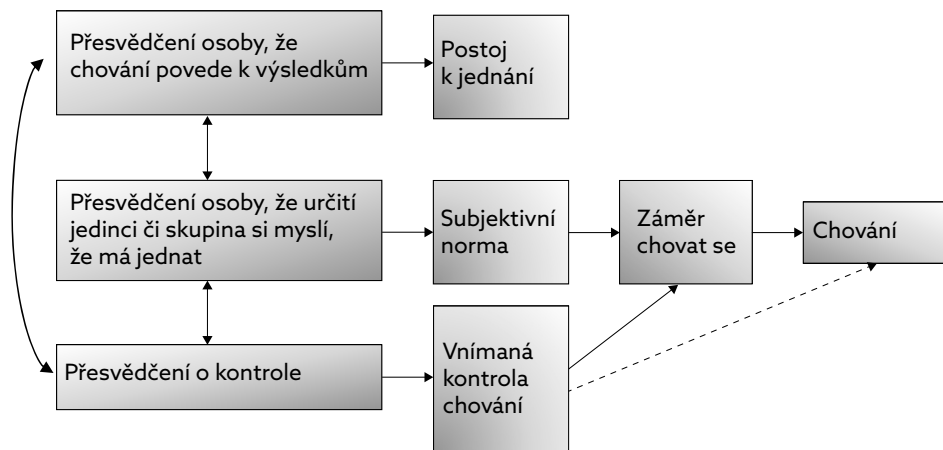 Přesvědčení osoby, že
chování povede k výsledkům
Postoj
k jednání
Přesvědčení osoby, že určití
jedinci či skupina si myslí,
že má jednat
Subjektivní
norma
Záměr
chovat se
Chování
Přesvědčení o kontrole
Vnímaná
kontrola
chování